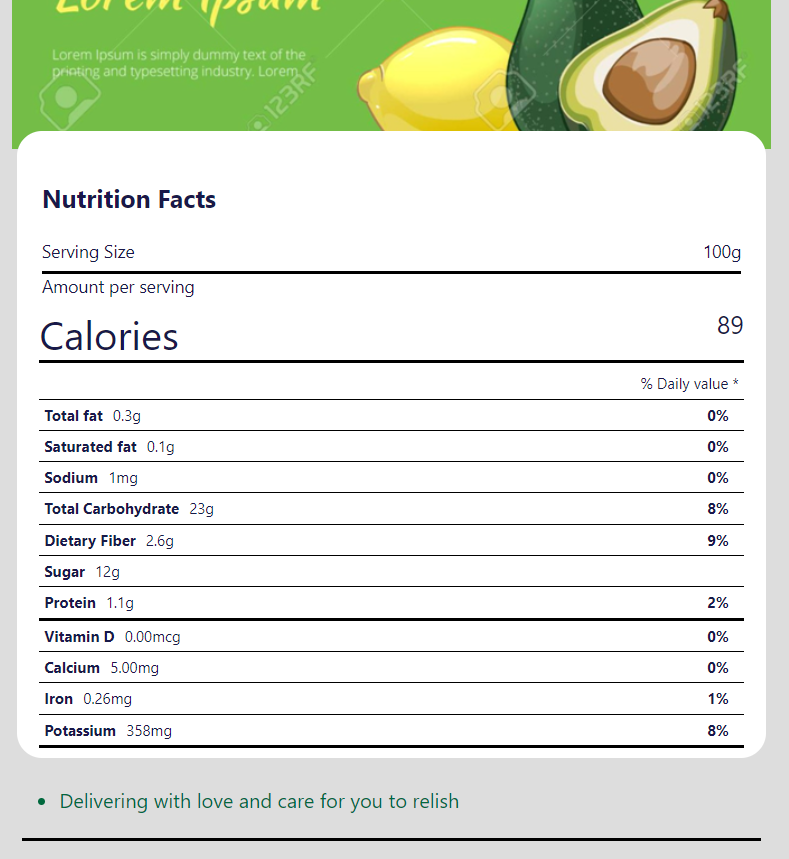 Lorem Ipsum
Lorem Ipsum is simply dummy text of the
printing and typesetting industry. Lorem
123RF
123RF
Nutrition Facts
Serving Size 100g
Amount per serving
Calories 89
% Daily value *
Total fat 0.3g 0%
Saturated fat 0.1g 0%
Sodium 1mg 0%
Total Carbohydrate 23g 8%
Dietary Fiber 2.6g 9%
Sugar 12g
Protein 1.1g 2%
Vitamin D 0.00mcg 0%
Calcium 5.00mg 0%
Iron 0.26mg 1%
Potassium 358mg 8%
• Delivering with love and care for you to relish